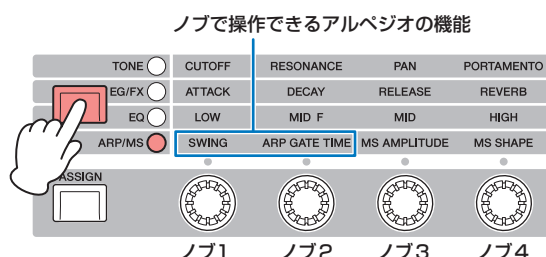 ノブで操作できるアルペジオの機能
TONE CUTOFF RESONANCE PAN PORTAMENTO
EG/FX ATTACK DECAY RELEASE REVERB
EQ LOW MID F MID HIGH
ARP/MS SWING ARP GATE TIME MS AMPLITUDE MS SHAPE
ASSIGN
ノブ1 ノブ2 ノブ3 ノブ4